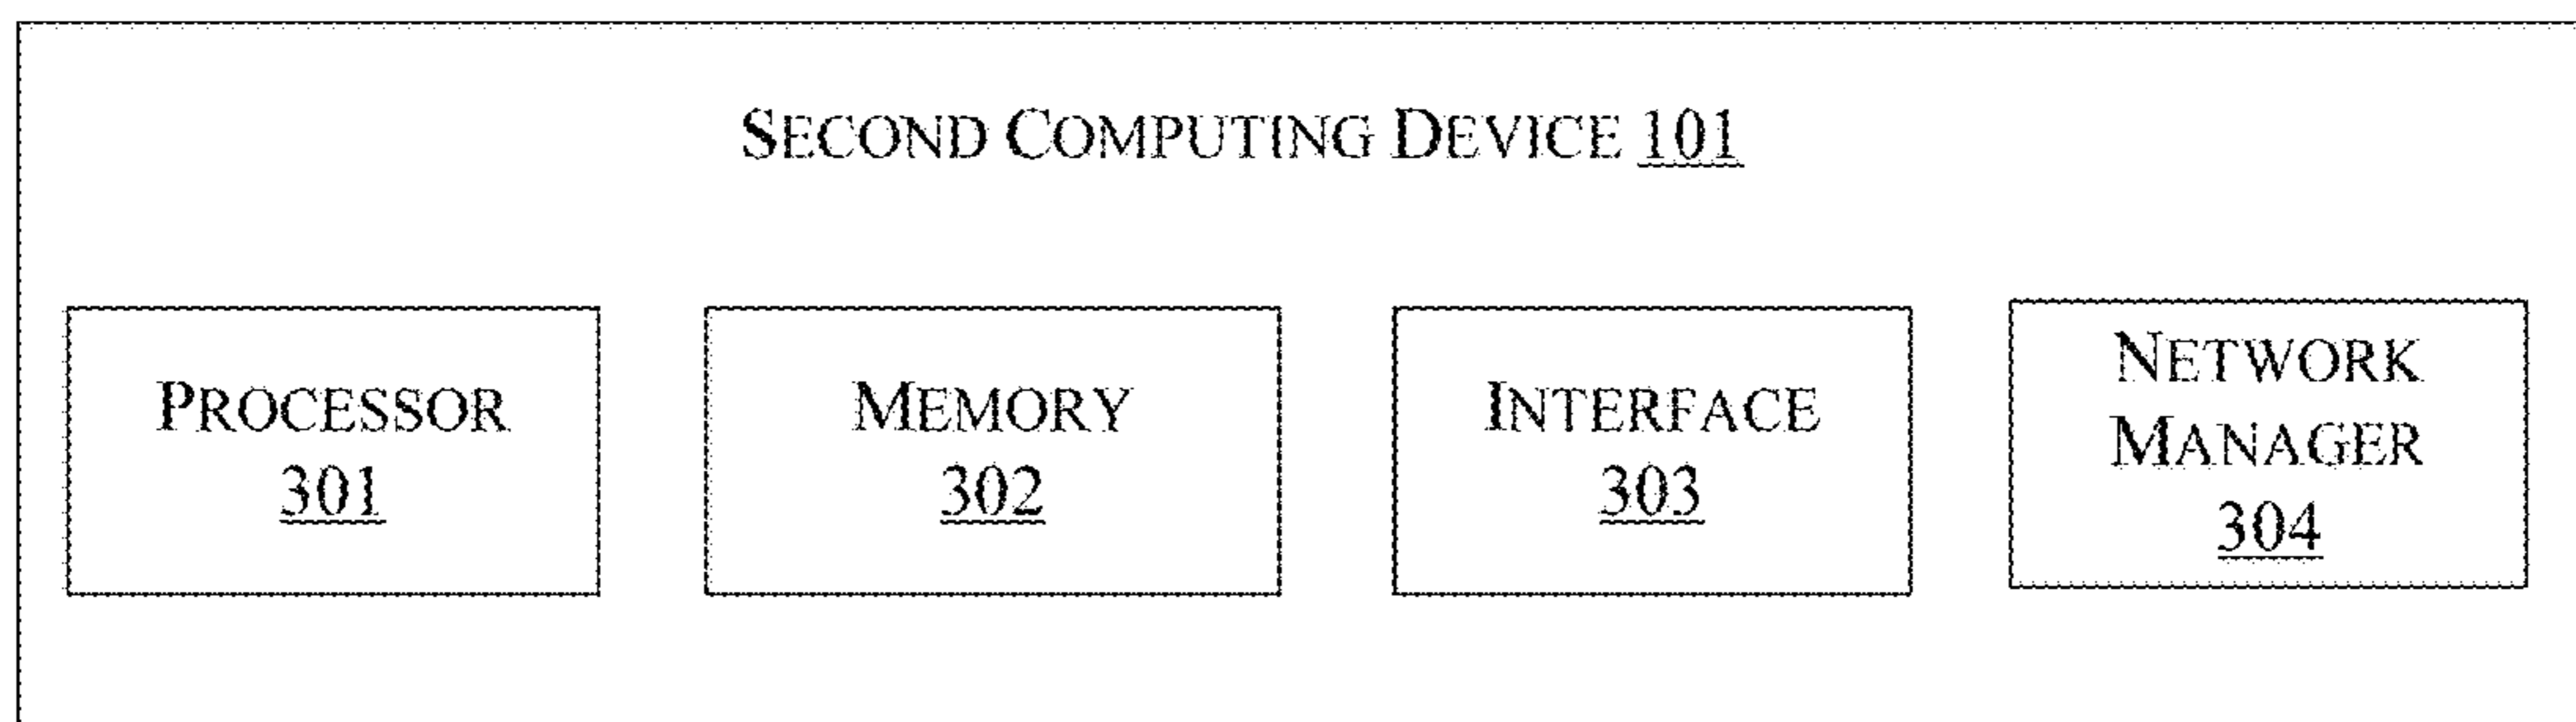 SECOND COMPUTING DEVICE 101
PROCESSOR
301
MEMORY
302
INTERFACE
303
NETWORK
MANAGER
304